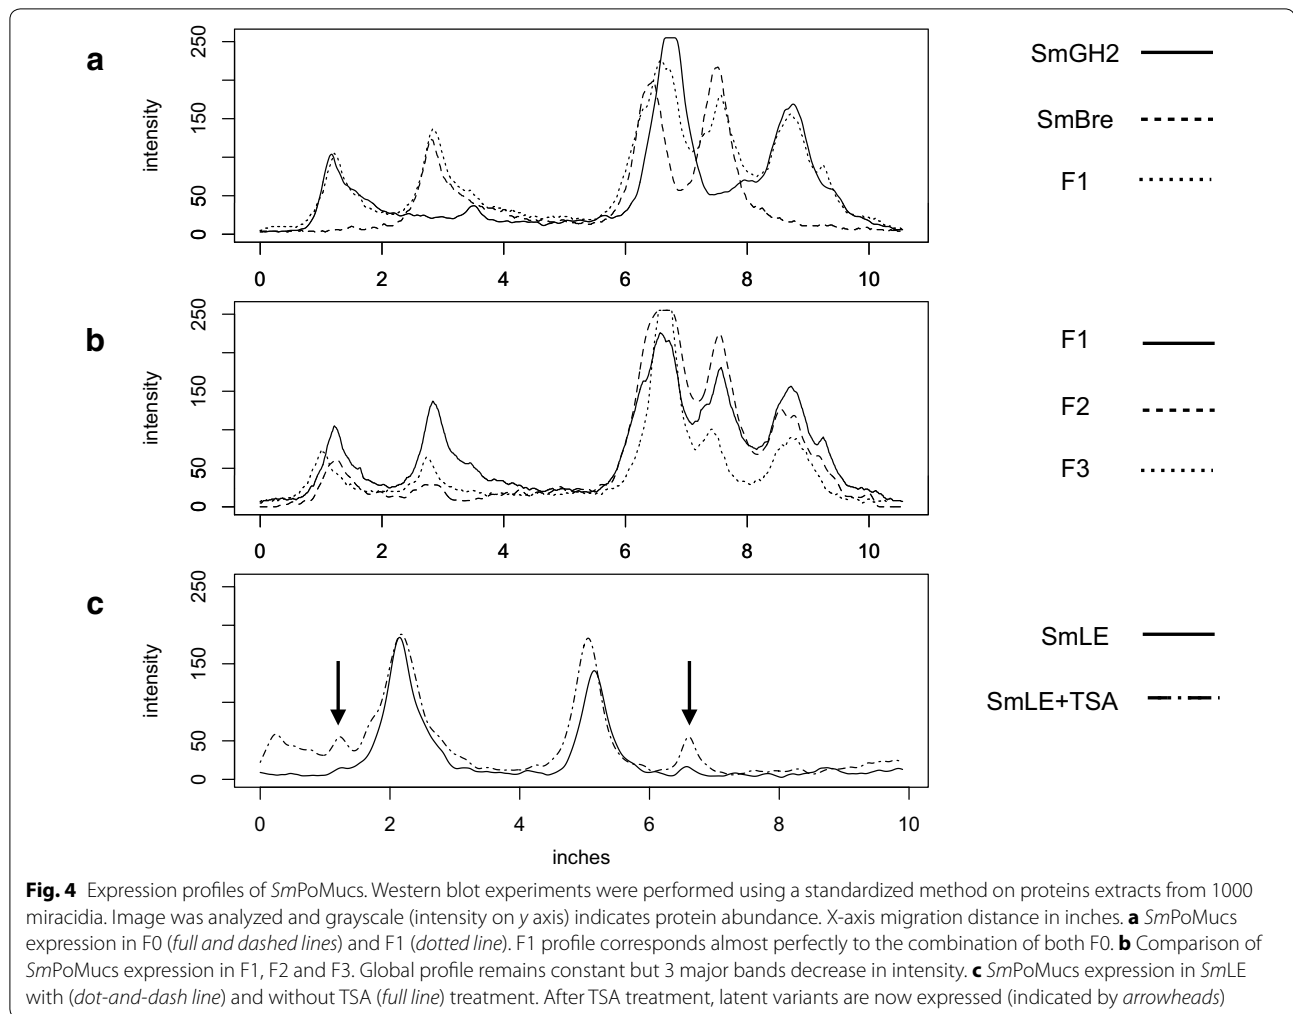 a
250
150
50
0
intensity
0 2 4 6 8 10
SmGH2
SmBre
F1
b
250
150
50
0
intensity
0 2 4 6 8 10
F1
F2
F3
c
250
150
50
0
intensity
0 2 4 6 8 10
inches
SmLE
SmLE+TSA
Fig. 4 Expression profiles of SmPoMucs. Western blot experiments were performed using a standardized method on proteins extracts from 1000
miracidia. Image was analyzed and grayscale (intensity on y axis) indicates protein abundance. X-axis migration distance in inches. a SmPoMucs
expression in F0 (full and dashed lines) and F1 (dotted line). F1 profile corresponds almost perfectly to the combination of both F0. b Comparison of
SmPoMucs expression in F1, F2 and F3. Global profile remains constant but 3 major bands decrease in intensity. c SmPoMucs expression in SmLE
with (dot-and-dash line) and without TSA (full line) treatment. After TSA treatment, latent variants are now expressed (indicated by arrowheads)